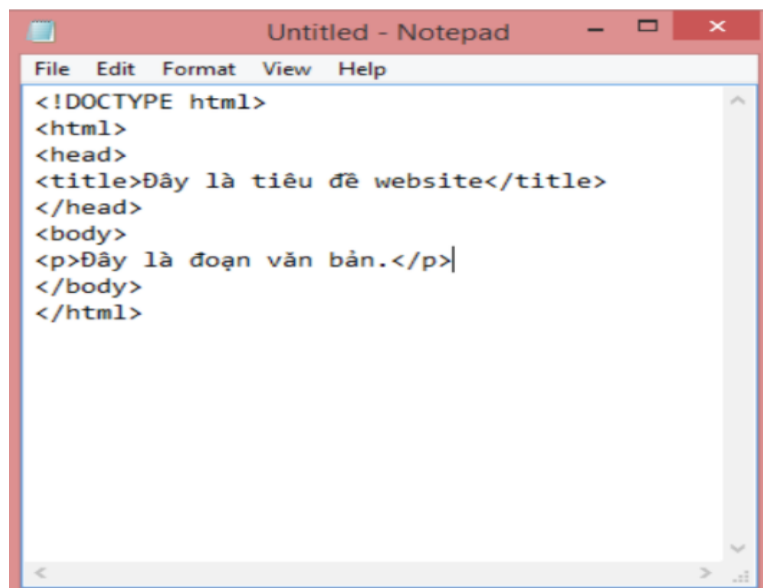 Untitled - Notepad
File Edit Format View Help
<!DOCTYPE html>
<html>
<head>
<title>Đây là tiêu đề website</title>
</head>
<body>
<p>Đây là đoạn văn bản.</p>
</body>
</html>